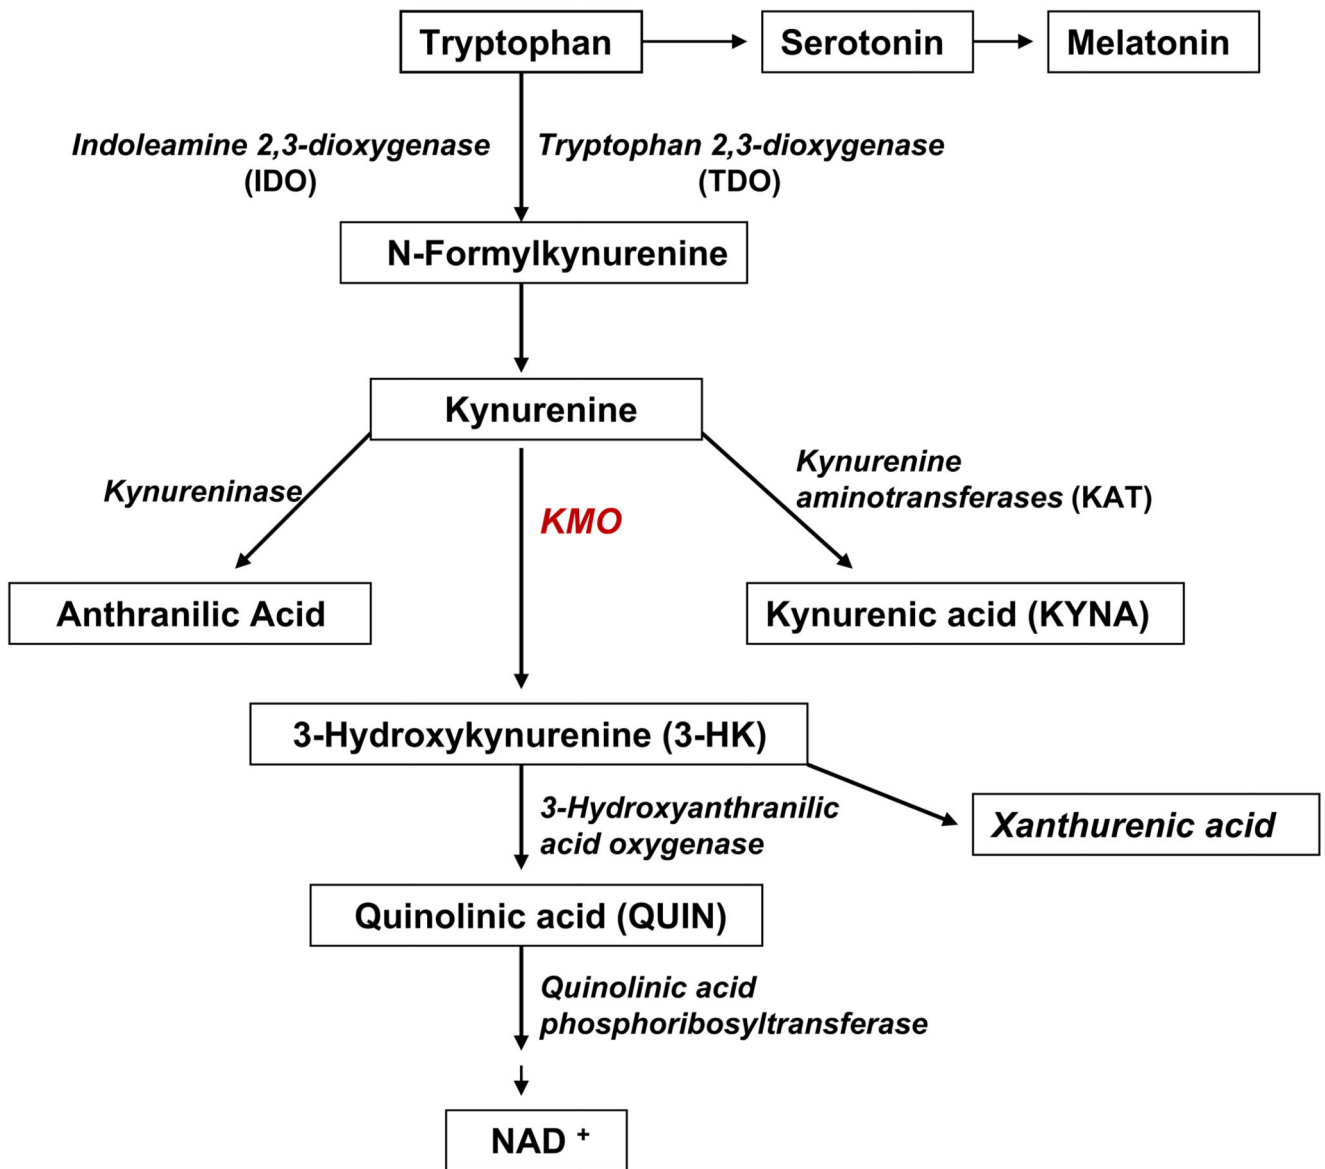 Tryptophan
Serotonin
Melatonin
Indoleamine 2,3-dioxygenase
(IDO)
Tryptophan 2,3-dioxygenase
(TDO)
N-Formylkynurenine
Kynurenine
Kynureninase
KMO
Kynurenine
aminotransferases (KAT)
Anthranilic Acid
Kynurenic acid (KYNA)
3-Hydroxykynurenine (3-HK)
3-Hydroxyanthranilic
acid oxygenase
Xanthurenic acid
Quinolinic acid (QUIN)
Quinolinic acid
phosphoribosyltransferase
NAD +